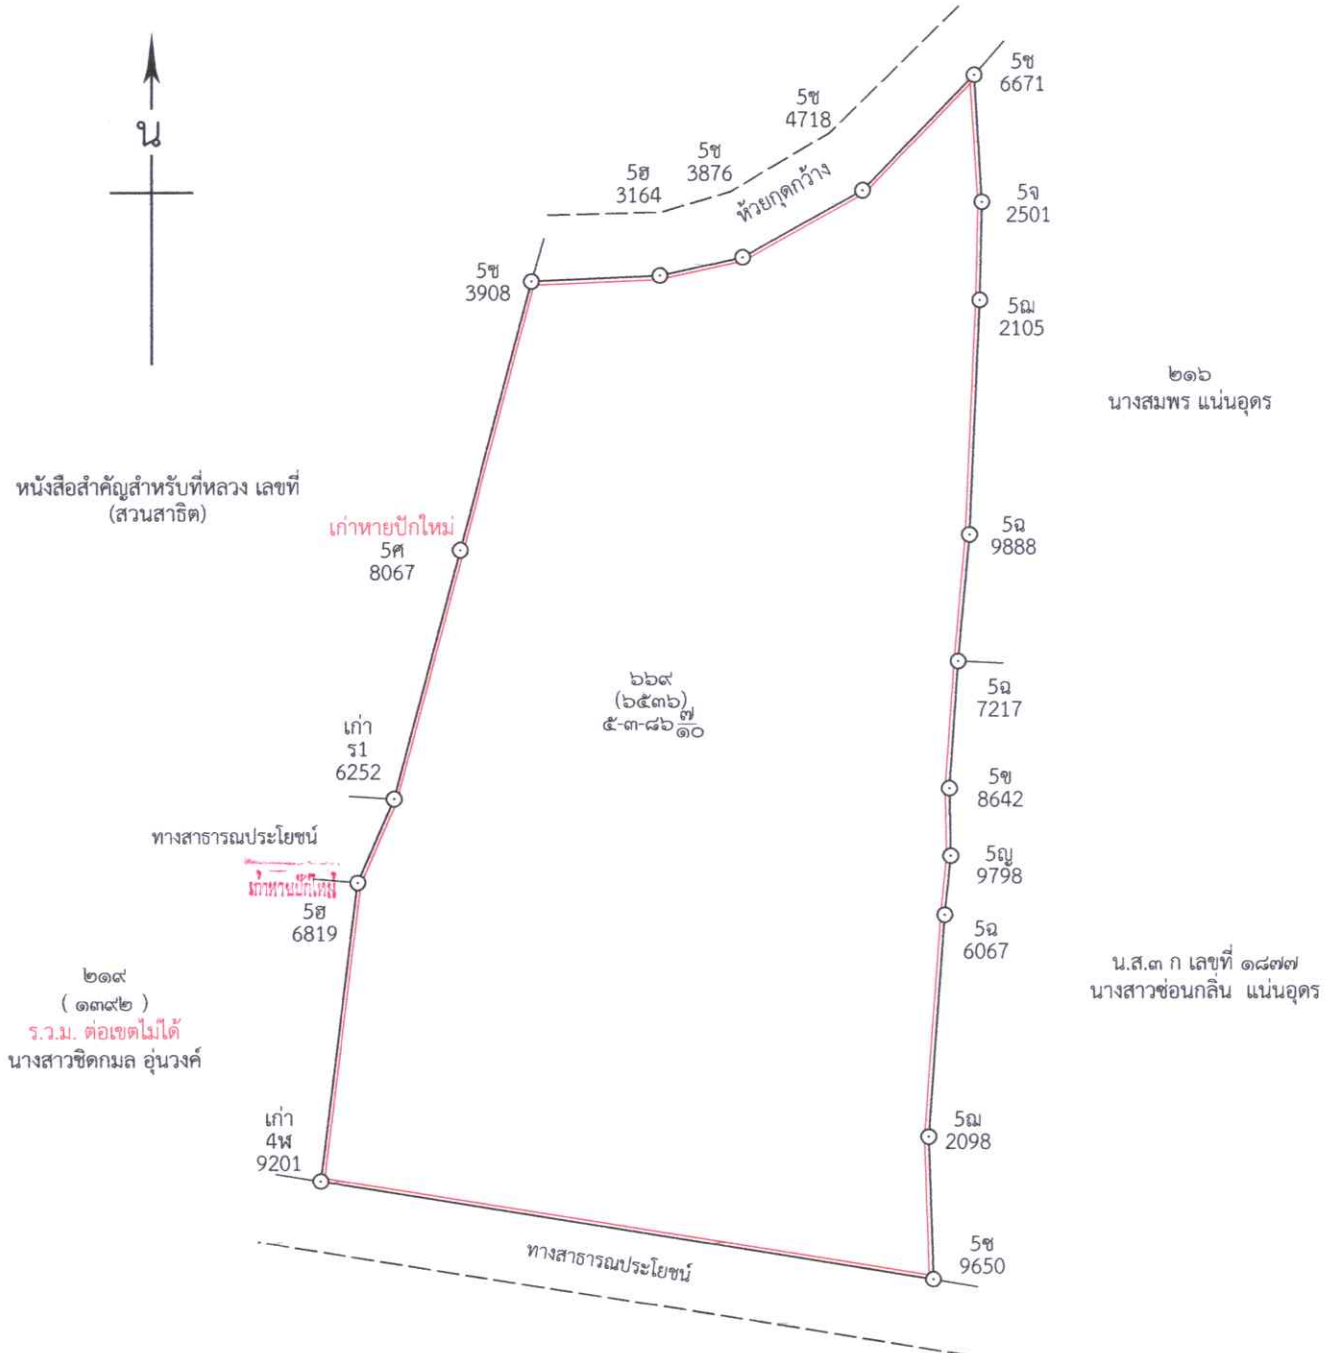 น
5ซ
6671
5ซ
4718
5ซ
3876
5ฮ
3164
ห้วยกุดกว้าง
5จ
2501
5ซ
3908
5ฌ
2105
๒๑๖
นางสมพร แน่นอุดร
หนังสือสำคัญสำหรับที่หลวง เลขที่
(สวนสาธิต)
เก่าหายปักใหม่
5ศ
8067
5ฉ
9888
๖๖๙
(๖๕๓๖)
๕-๓-๘๖ ๗/๑๐
5ฉ
7217
เก่า
ร1
6252
5ข
8642
ทางสาธารณประโยชน์
เก่าหายปักใหม่
5ฮ
6819
5ญ
9798
5ฉ
6067
๒๑๙
( ๑๓๙๒ )
ร.ว.ม. ต่อเขตไม่ได้
นางสาวชิดกมล อุ่นวงค์
น.ส.๓ ก เลขที่ ๑๘๗๗
นางสาวซ่อนกลิ่น แน่นอุดร
เก่า
4ฬ
9201
5ฌ
2098
ทางสาธารณประโยชน์
5ซ
9650